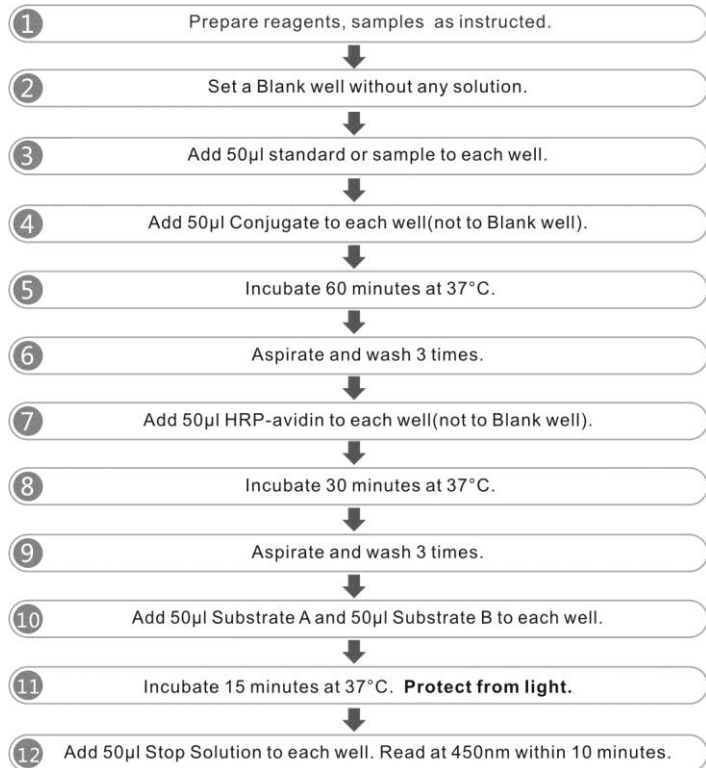 1 Prepare reagents, samples as instructed.
2 Set a Blank well without any solution.
3 Add 50μl standard or sample to each well.
4 Add 50μl Conjugate to each well(not to Blank well).
5 Incubate 60 minutes at 37°C.
6 Aspirate and wash 3 times.
7 Add 50μl HRP-avidin to each well(not to Blank well).
8 Incubate 30 minutes at 37°C.
9 Aspirate and wash 3 times.
10 Add 50μl Substrate A and 50μl Substrate B to each well.
11 Incubate 15 minutes at 37°C. Protect from light.
12 Add 50μl Stop Solution to each well. Read at 450nm within 10 minutes.